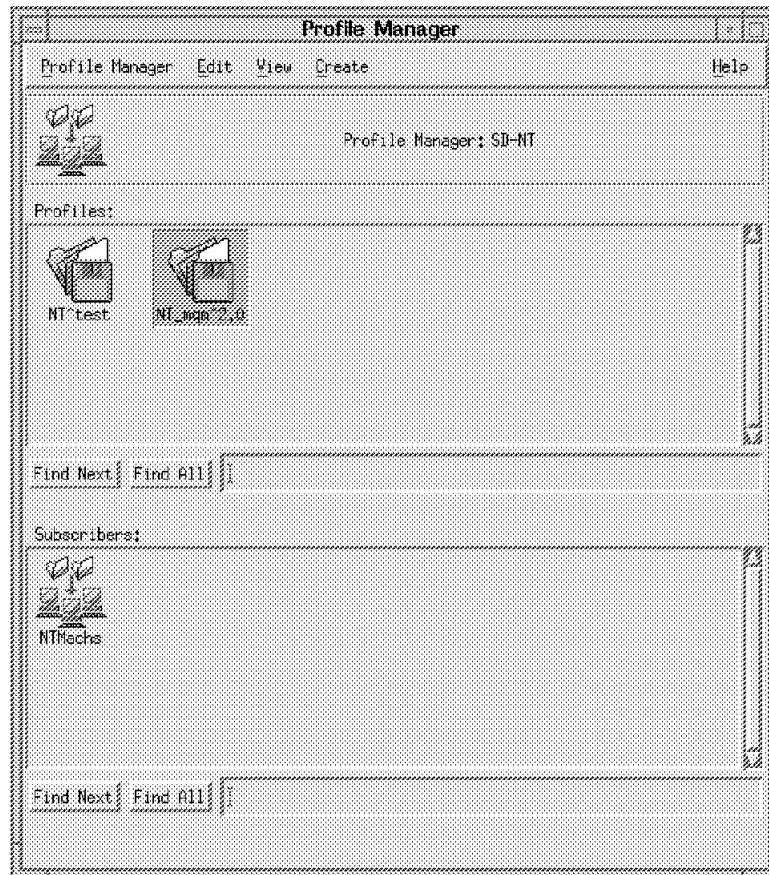 Profile Manager
Profile Manager Edit View Create Help
Profile Manager: SD-NT
Profiles:
NT^test NT_mqm^2.0
Find Next Find All
Subscribers:
NTMachs
Find Next Find All